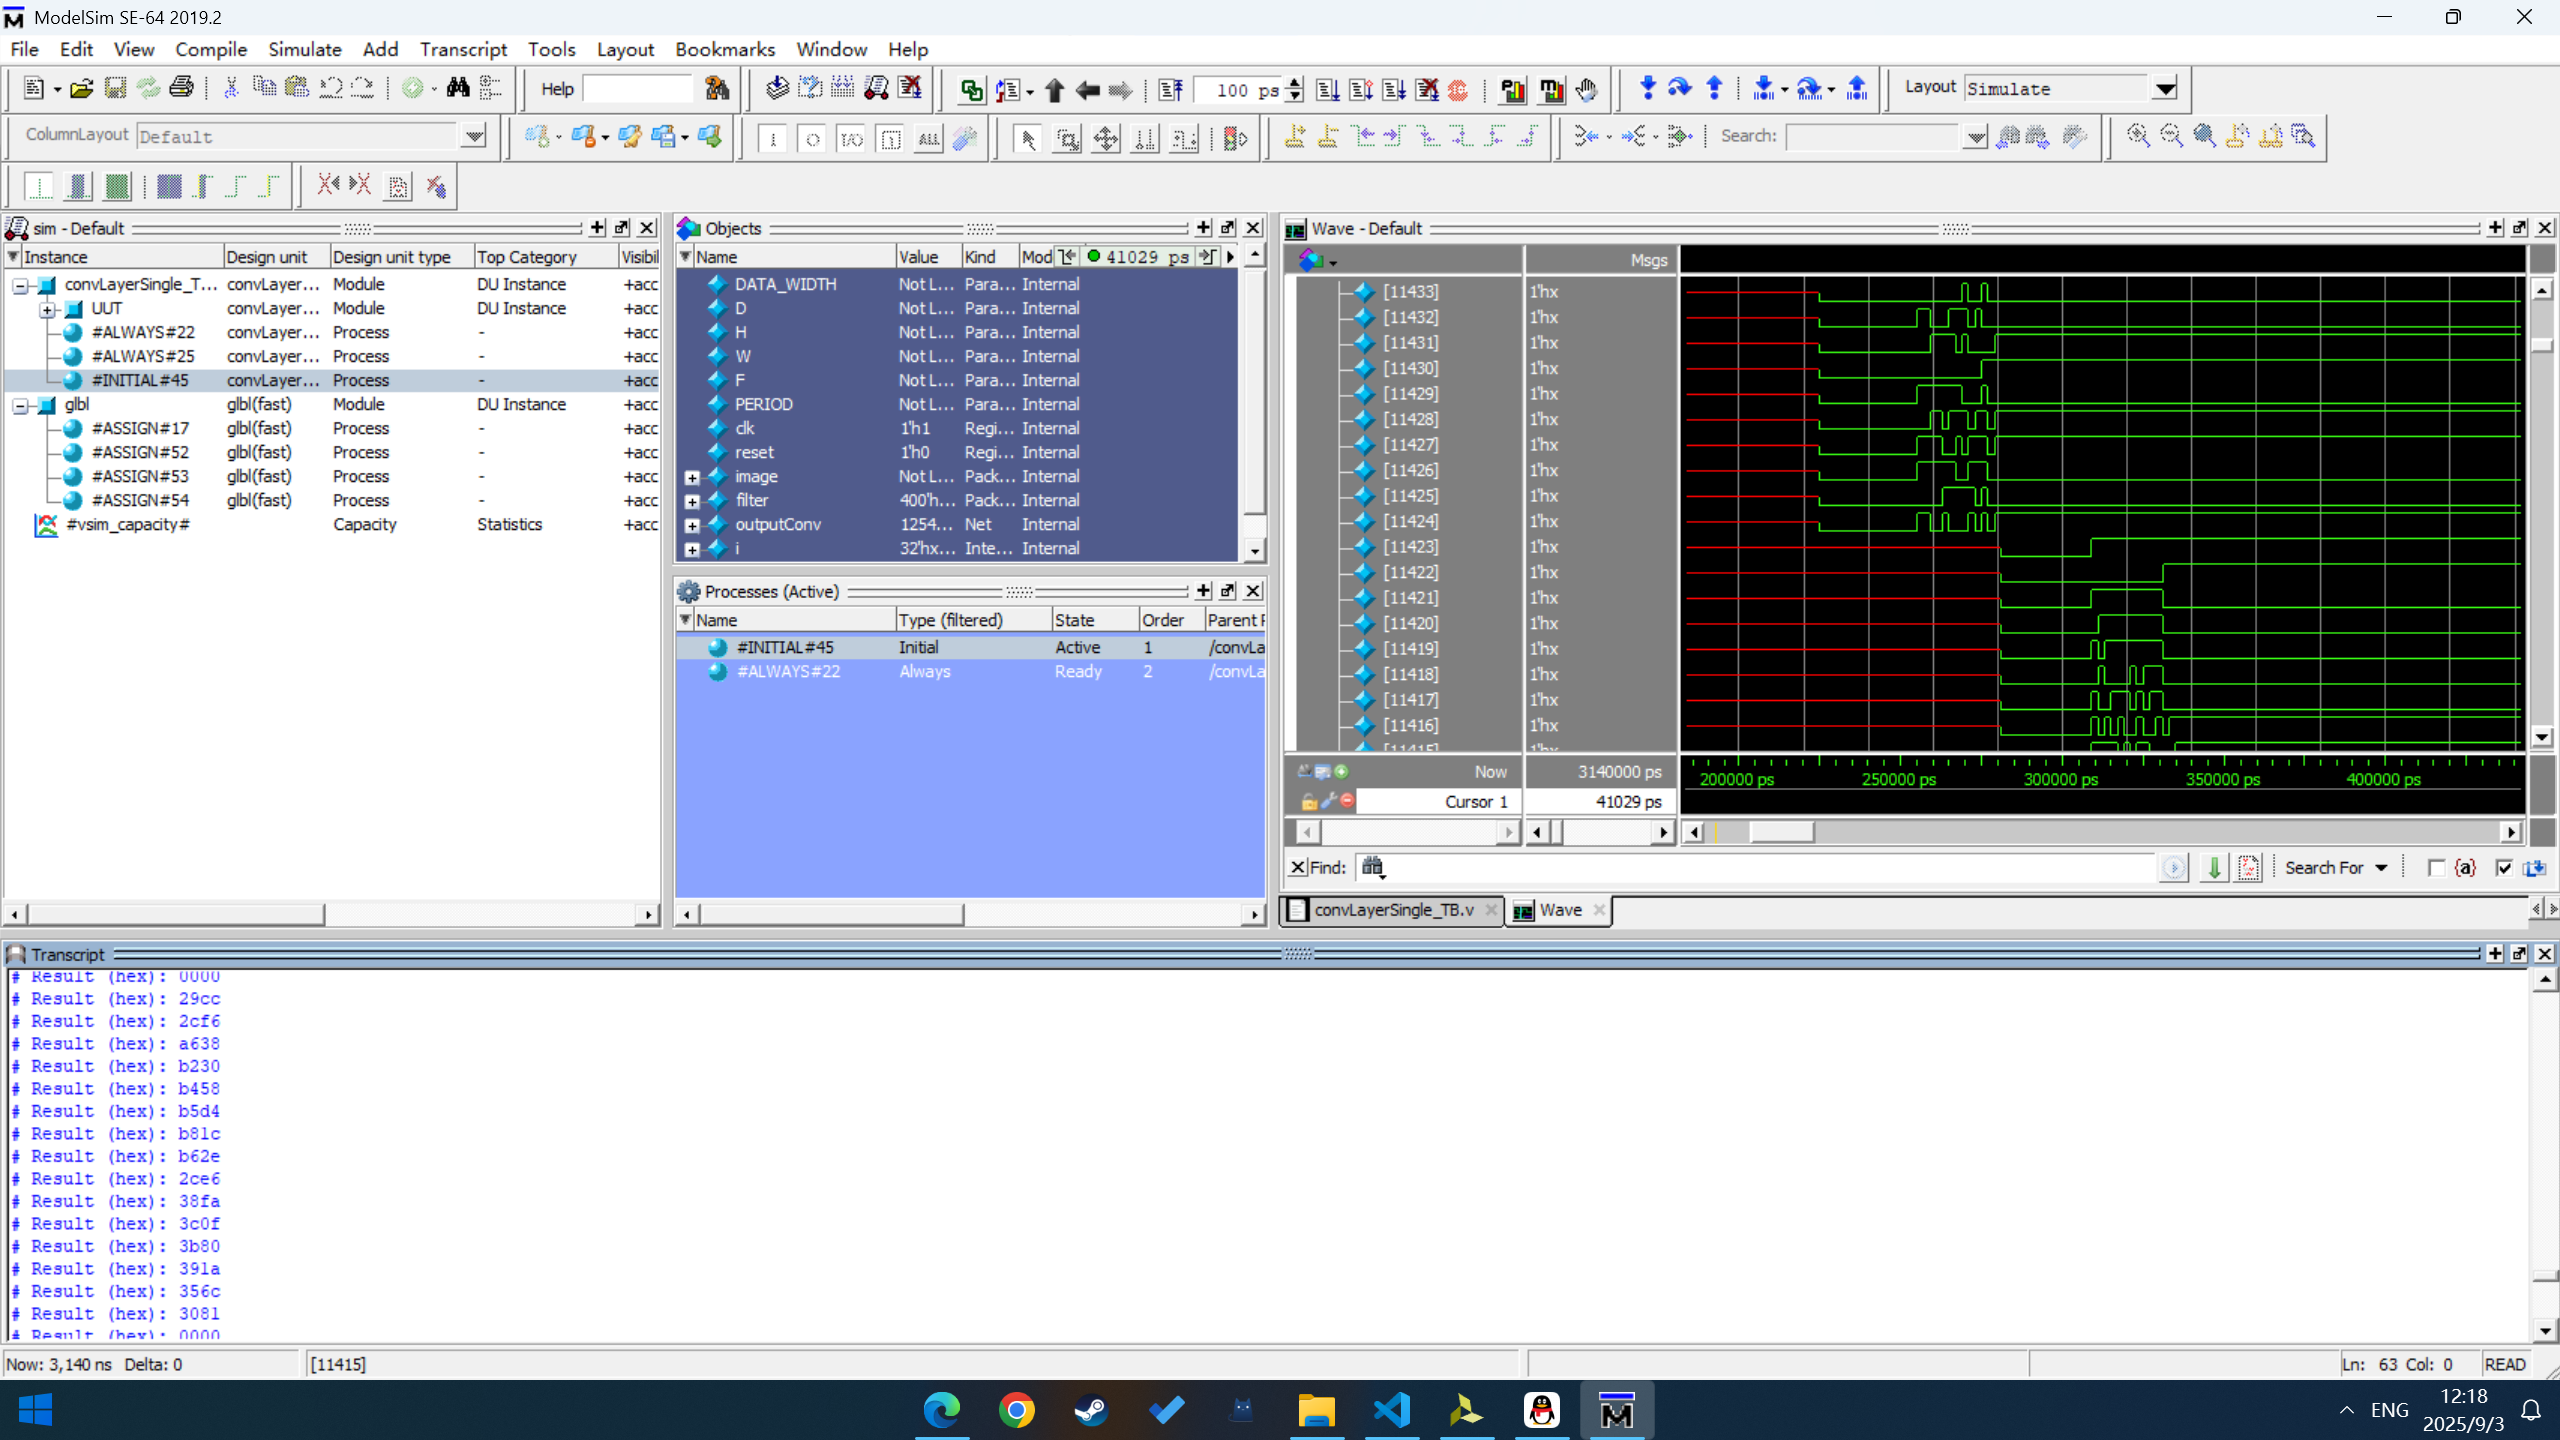 ModelSim SE-64 2019.2
File Edit View Compile Simulate Add Transcript Tools Layout Bookmarks Window Help
Help
100 ps
Layout Simulate
ColumnLayout Default
ALL
Search:
sim - Default
Instance Design unit Design unit type Top Category Visibil
convLayerSingle_T... convLayer... Module DU Instance +acc
UUT convLayer... Module DU Instance +acc
#ALWAYS#22 convLayer... Process - +acc
#ALWAYS#25 convLayer... Process - +acc
#INITIAL#45 convLayer... Process - +acc
glbl glbl(fast) Module DU Instance +acc
#ASSIGN#17 glbl(fast) Process - +acc
#ASSIGN#52 glbl(fast) Process - +acc
#ASSIGN#53 glbl(fast) Process - +acc
#ASSIGN#54 glbl(fast) Process - +acc
#vsim_capacity# Capacity Statistics +acc
Objects
Name Value Kind Mod 41029 ps
DATA_WIDTH Not L... Para... Internal
D Not L... Para... Internal
H Not L... Para... Internal
W Not L... Para... Internal
F Not L... Para... Internal
PERIOD Not L... Para... Internal
clk 1'h1 Regi... Internal
reset 1'h0 Regi... Internal
image Not L... Pack... Internal
filter 400'h... Pack... Internal
outputConv 1254... Net Internal
i 32'hx... Inte... Internal
Processes (Active)
Name Type (filtered) State Order Parent P
#INITIAL#45 Initial Active 1 /convLa
#ALWAYS#22 Always Ready 2 /convLa
Wave - Default
Msgs
[11433] 1'hx
[11432] 1'hx
[11431] 1'hx
[11430] 1'hx
[11429] 1'hx
[11428] 1'hx
[11427] 1'hx
[11426] 1'hx
[11425] 1'hx
[11424] 1'hx
[11423] 1'hx
[11422] 1'hx
[11421] 1'hx
[11420] 1'hx
[11419] 1'hx
[11418] 1'hx
[11417] 1'hx
[11416] 1'hx
[11415] 1'hx
Now 3140000 ps 200000 ps 250000 ps 300000 ps 350000 ps 400000 ps
Cursor 1 41029 ps
Find: Search For {a}
convLayerSingle_TB.v Wave
Transcript
# Result (hex): 0000
# Result (hex): 29cc
# Result (hex): 2cf6
# Result (hex): a638
# Result (hex): b230
# Result (hex): b458
# Result (hex): b5d4
# Result (hex): b81c
# Result (hex): b62e
# Result (hex): 2ce6
# Result (hex): 38fa
# Result (hex): 3c0f
# Result (hex): 3b80
# Result (hex): 391a
# Result (hex): 356c
# Result (hex): 3081
# Result (hex): 0000
Now: 3,140 ns Delta: 0 [11415] Ln: 63 Col: 0 READ
ENG 12:18
2025/9/3